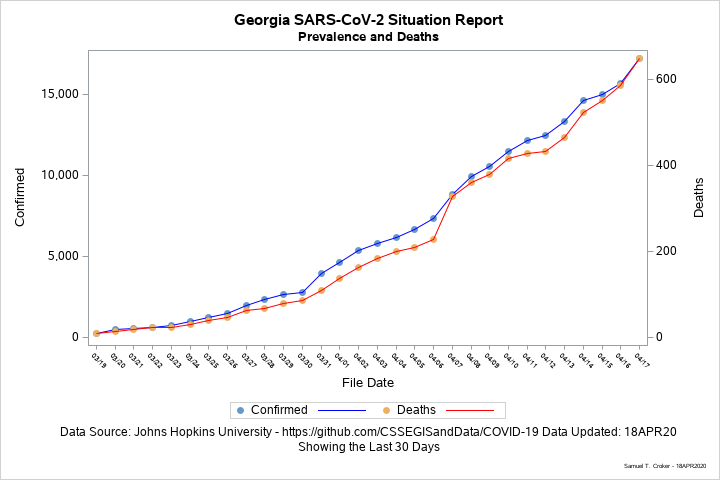 Georgia SARS-CoV-2 Situation Report
Prevalence and Deaths
15,000
10,000
5,000
0
Confirmed
600
400
200
0
Deaths
03/19 03/20 03/21 03/22 03/23 03/24 03/25 03/26 03/27 03/28 03/29 03/30 03/31 04/01 04/02 04/03 04/04 04/05 04/06 04/07 04/08 04/09 04/10 04/11 04/12 04/13 04/14 04/15 04/16 04/17
File Date
Confirmed Deaths
Data Source: Johns Hopkins University - https://github.com/CSSEGISandData/COVID-19 Data Updated: 18APR20
Showing the Last 30 Days
Samuel T. Croker - 18APR2020